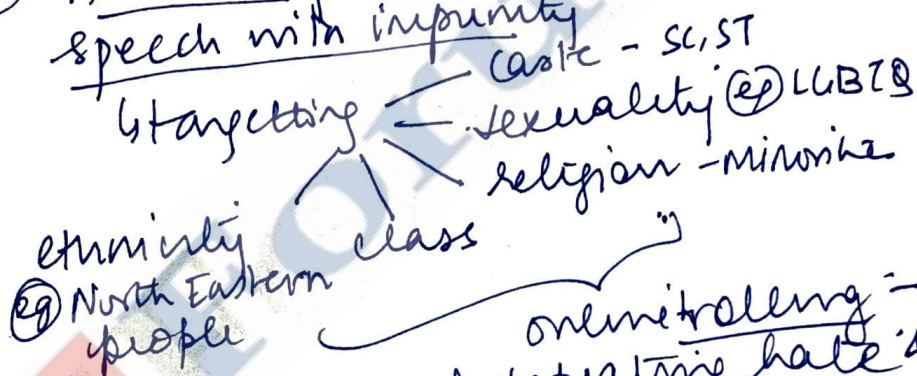 speech with impunity
caste - SC, ST
↳ targetting
sexuality eg LGBTQ
religion - minorities
ethnicity
class
eg North Eastern
people
online trolling -
hate